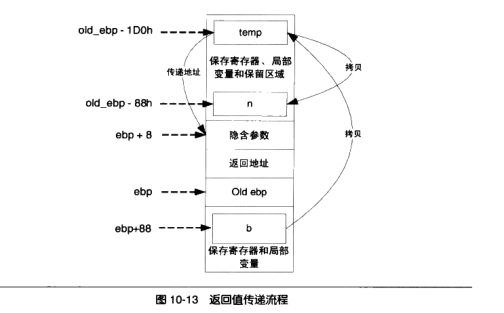 old_ebp - 1D0h
temp
保存寄存器、局部
变量和保留区域
传递地址
拷贝
old_ebp - 88h
n
ebp + 8
隐含参数
拷贝
返回地址
ebp
Old ebp
ebp+88
b
保存寄存器和局部
变量
图 10-13 返回值传递流程